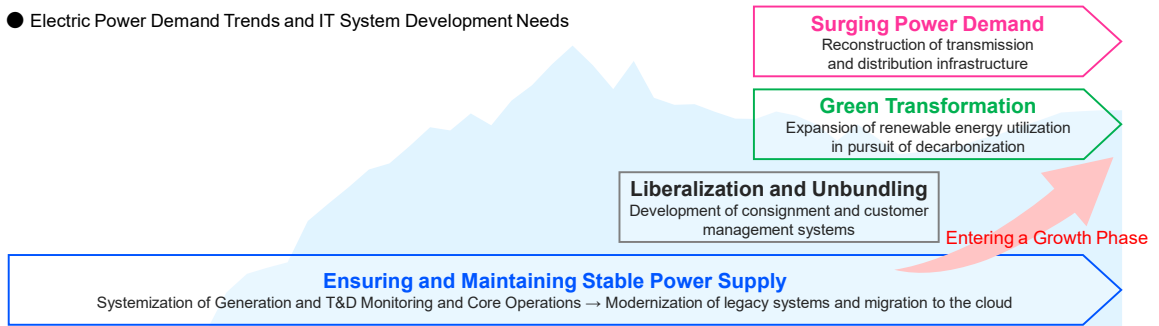 ● Electric Power Demand Trends and IT System Development Needs
Surging Power Demand
Reconstruction of transmission
and distribution infrastructure
Green Transformation
Expansion of renewable energy utilization
in pursuit of decarbonization
Liberalization and Unbundling
Development of consignment and customer
management systems
Entering a Growth Phase
Ensuring and Maintaining Stable Power Supply
Systemization of Generation and T&D Monitoring and Core Operations → Modernization of legacy systems and migration to the cloud